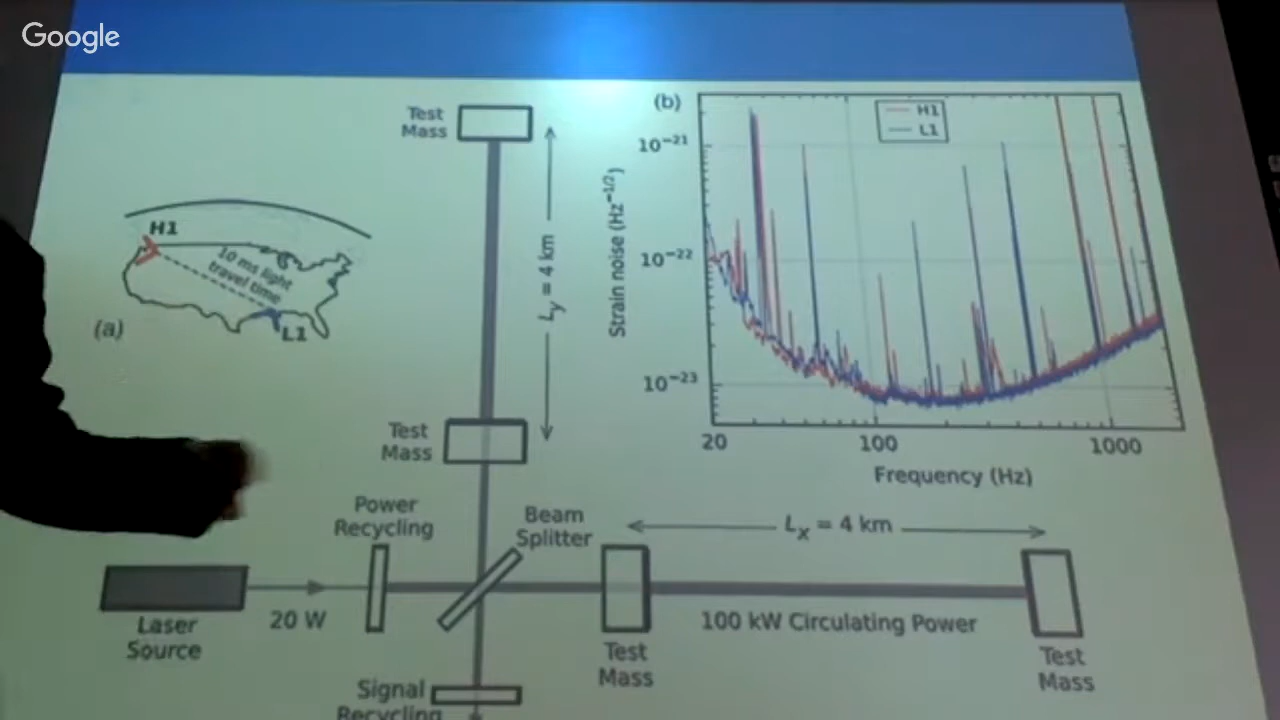 Google
Test
Mass
(b)
H1
L1
10⁻²¹
10⁻²²
10⁻²³
Strain noise (Hz⁻¹/²)
20
100
1000
Frequency (Hz)
H1
10 ms light
travel time
(a)
L1
Ly = 4 km
Test
Mass
Power
Recycling
Beam
Splitter
Lx = 4 km
Laser
Source
20 W
100 kW Circulating Power
Test
Mass
Test
Mass
Signal
Recycling